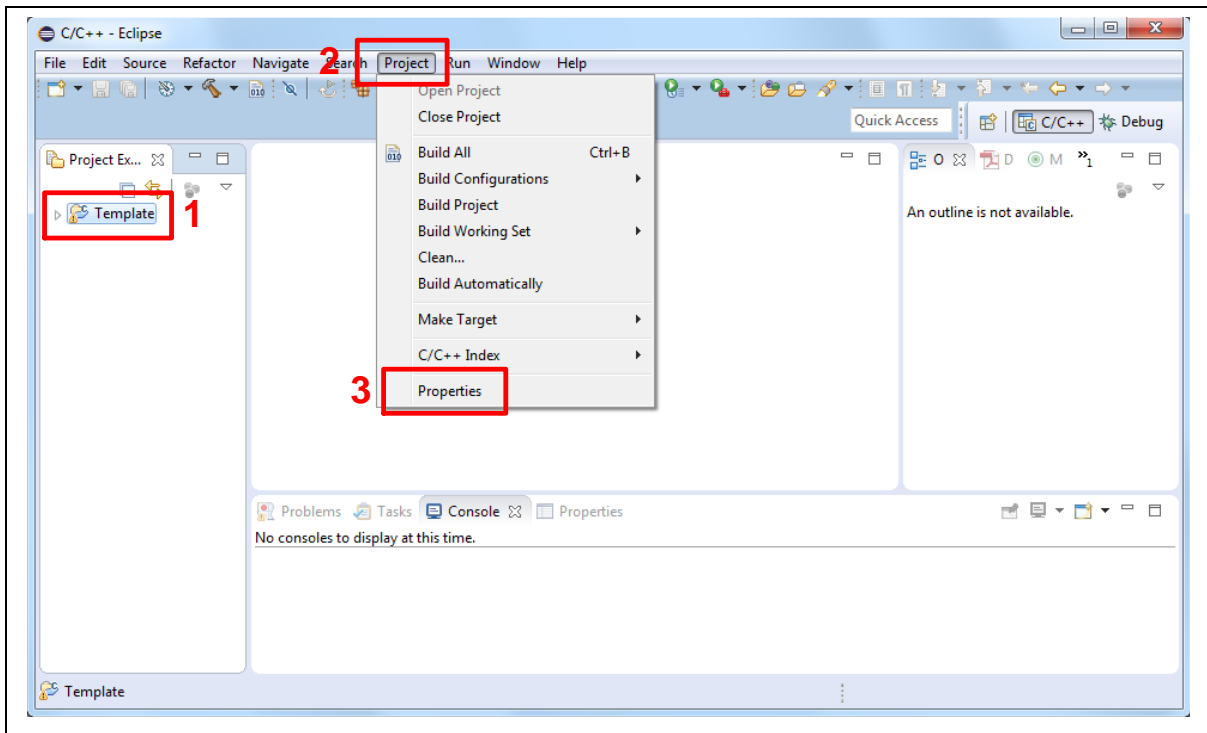 C/C++ - Eclipse
File Edit Source Refactor Navigate Search Project Run Window Help
2
Open Project
Close Project
Build All Ctrl+B
Build Configurations
Build Project
Build Working Set
Clean...
Build Automatically
Make Target
C/C++ Index
Properties
3
Quick Access C/C++ Debug
Project Ex...
Template
1
O D M »1
An outline is not available.
Problems Tasks Console Properties
No consoles to display at this time.
Template